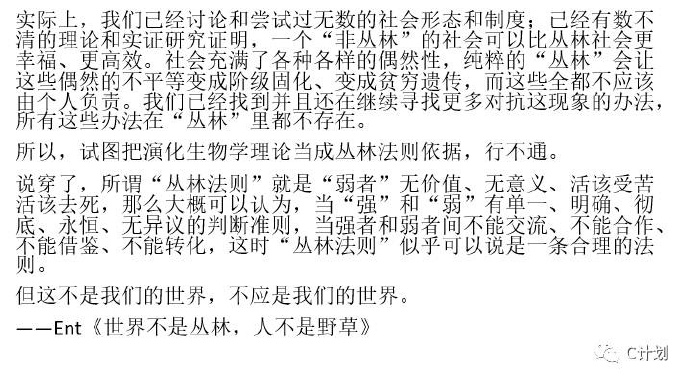 实际上，我们已经讨论和尝试过无数的社会形态和制度；已经有数不
清的理论和实证研究证明，一个“非丛林”的社会可以比丛林社会更
幸福、更高效。社会充满了各种各样的偶然性，纯粹的“丛林”会让
这些偶然的不平等变成阶级固化、变成贫穷遗传，而这些全都不应该
由个人负责。我们已经找到并且还在继续寻找更多对抗这现象的办法，
所有这些办法在“丛林”里都不存在。
所以，试图把演化生物学理论当成丛林法则依据，行不通。
说穿了，所谓“丛林法则”就是“弱者”无价值、无意义、活该受苦
活该去死，那么大概可以认为，当“强”和“弱”有单一、明确、彻
底、永恒、无异议的判断准则，当强者和弱者间不能交流、不能合作、
不能借鉴、不能转化，这时“丛林法则”似乎可以说是一条合理的法
则。
但这不是我们的世界，不应是我们的世界。
——Ent《世界不是丛林，人不是野草》
C计划